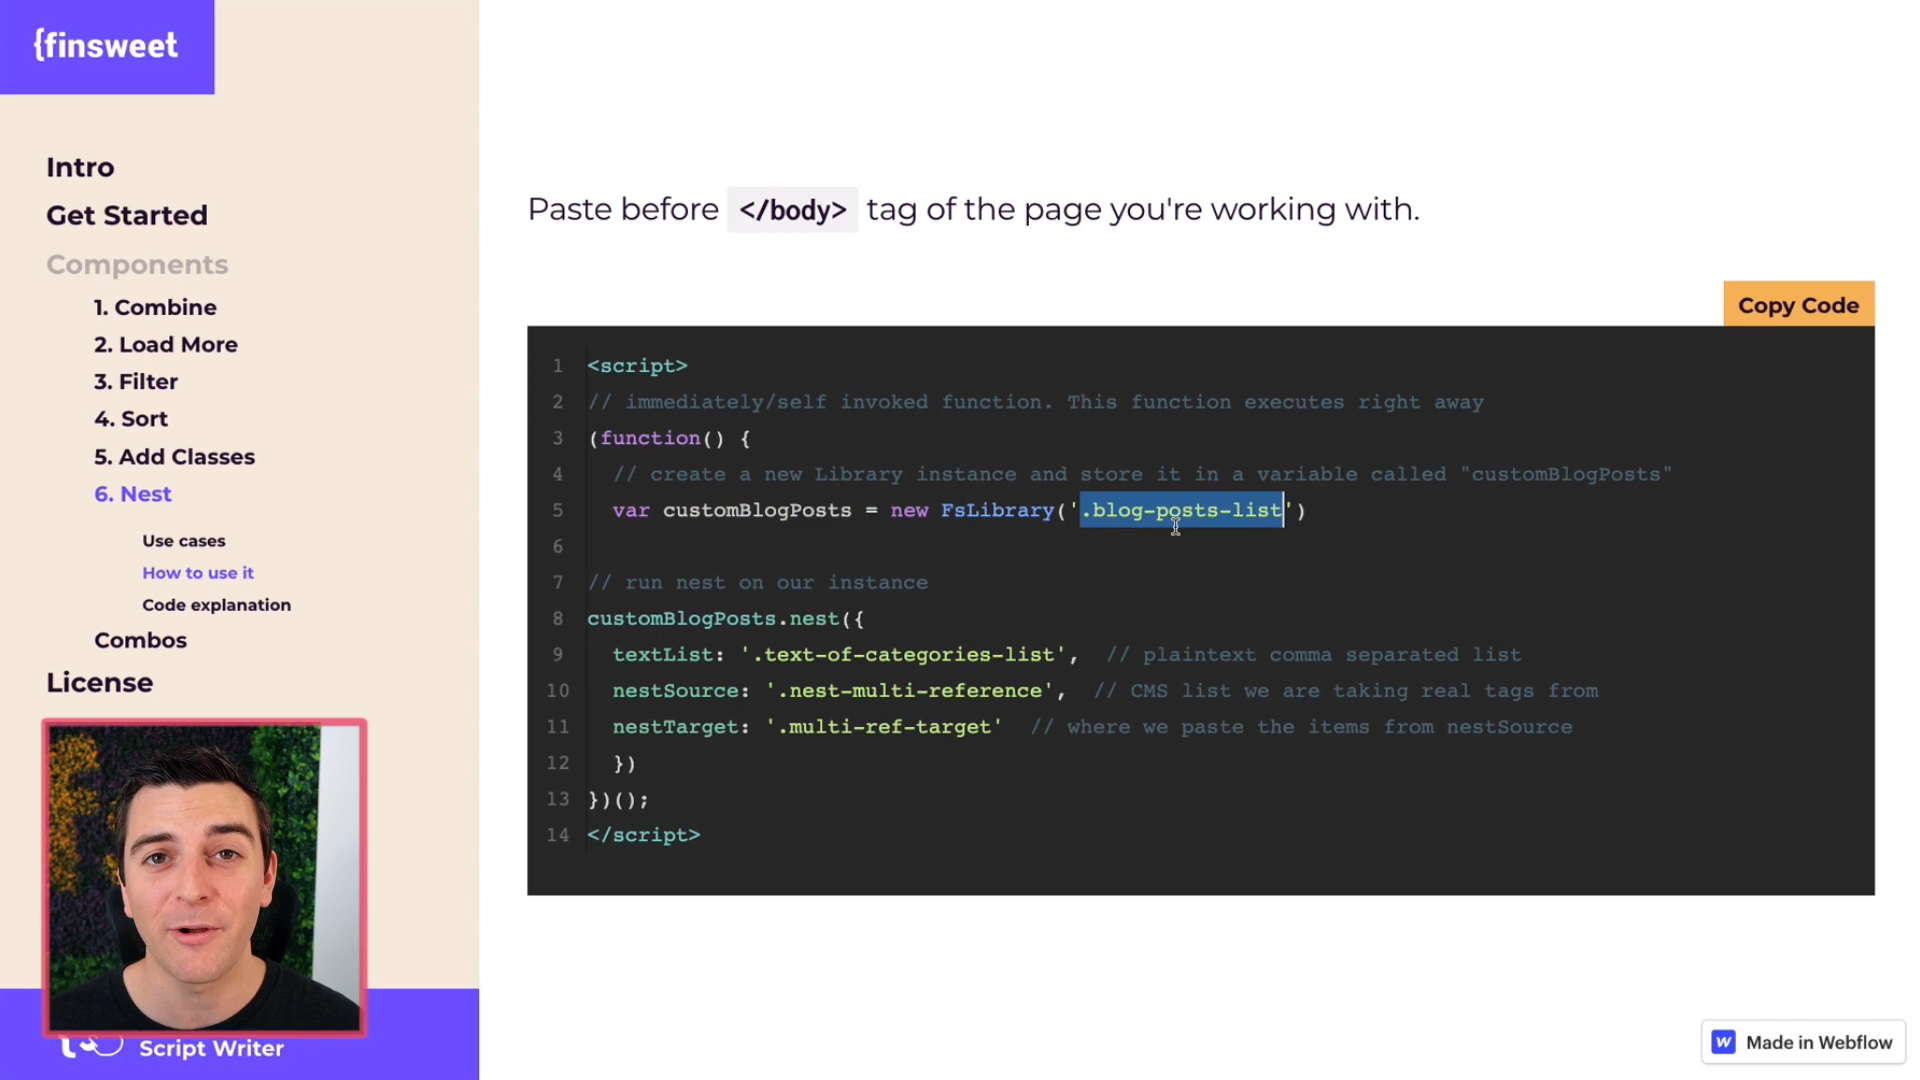 {finsweet
Intro
Get Started
Components
1. Combine
2. Load More
3. Filter
4. Sort
5. Add Classes
6. Nest
Use cases
How to use it
Code explanation
Combos
License
Script Writer
Paste before </body> tag of the page you're working with.
Copy Code
1 <script>
2 // immediately/self invoked function. This function executes right away
3 (function() {
4 // create a new Library instance and store it in a variable called "customBlogPosts"
5 var customBlogPosts = new FsLibrary('.blog-posts-list')
6
7 // run nest on our instance
8 customBlogPosts.nest({
9 textList: '.text-of-categories-list', // plaintext comma separated list
10 nestSource: '.nest-multi-reference', // CMS list we are taking real tags from
11 nestTarget: '.multi-ref-target' // where we paste the items from nestSource
12 })
13 })();
14 </script>
Made in Webflow